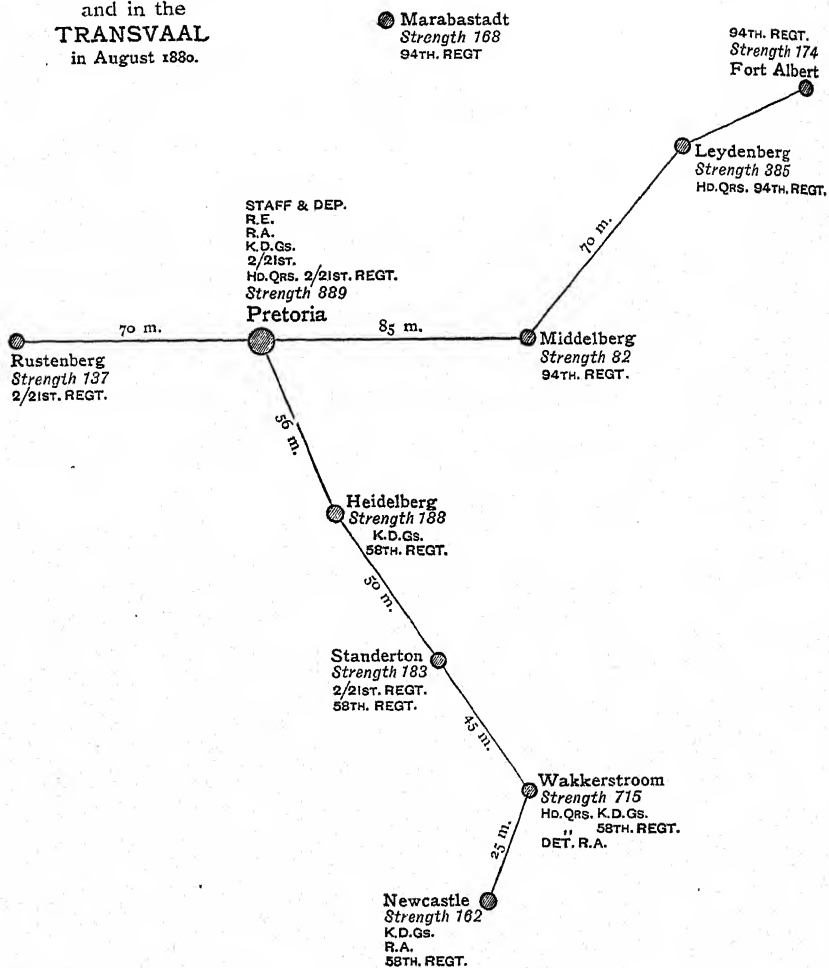 and in the
TRANSVAAL
in August 1880.
Marabastadt
Strength 168
94TH. REGT
94TH. REGT.
Strength 174
Fort Albert
Leydenberg
Strength 385
HD.QRS. 94TH. REGT.
70 m.
STAFF & DEP.
R.E.
R.A.
K.D.Gs.
2/21ST.
HD.QRS. 2/21ST. REGT.
Strength 889
Pretoria
70 m.
85 m.
Rustenberg
Strength 137
2/21ST. REGT.
Middelberg
Strength 82
94TH. REGT.
56 m.
Heidelberg
Strength 188
K.D.Gs.
58TH. REGT.
50 m.
Standerton
Strength 183
2/21ST. REGT.
58TH. REGT.
45 m.
Wakkerstroom
Strength 715
HD.QRS. K.D.Gs.
,, 58TH. REGT.
DET. R.A.
25 m.
Newcastle
Strength 162
K.D.Gs.
R.A.
58TH. REGT.